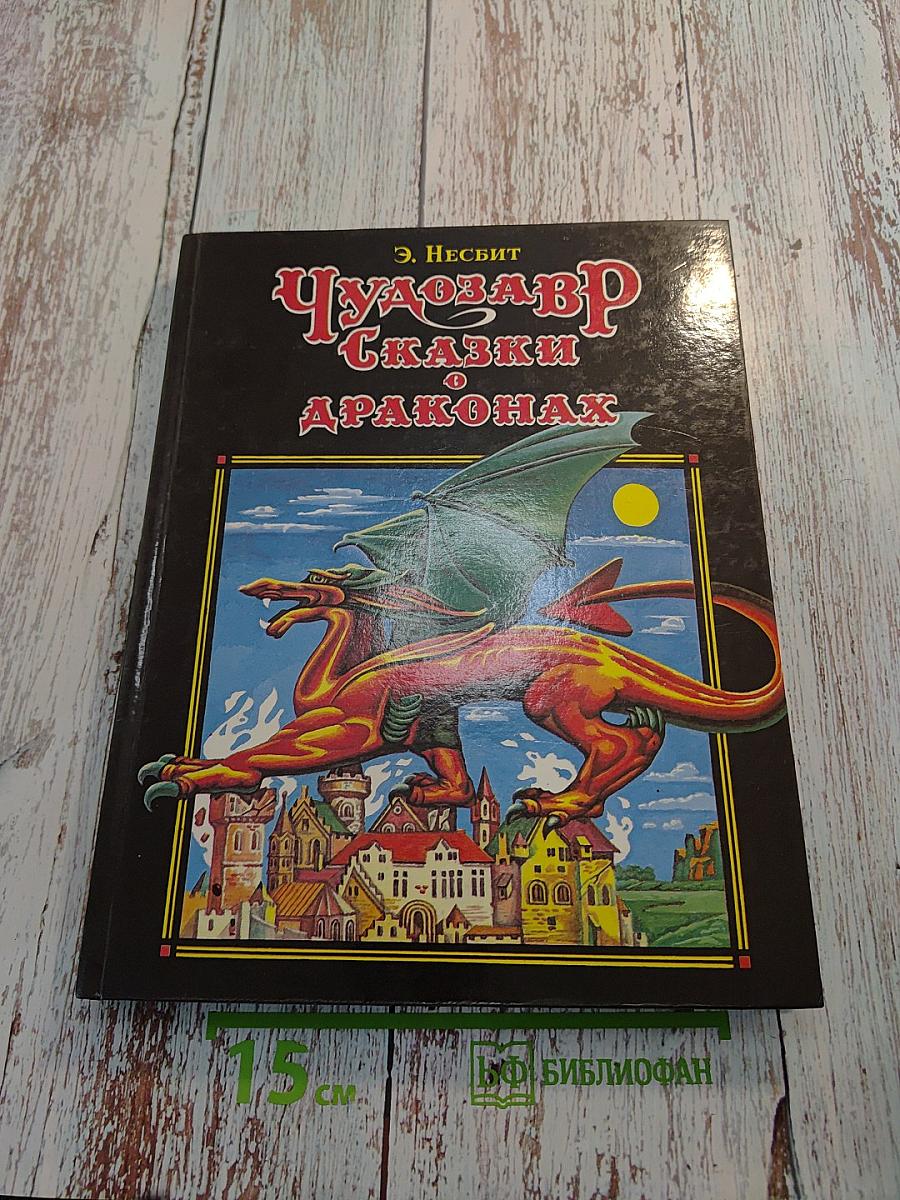 Э. Несбит
Чудозавр
Сказки
о
драконах
15 см
БФ БИБЛИОФАН